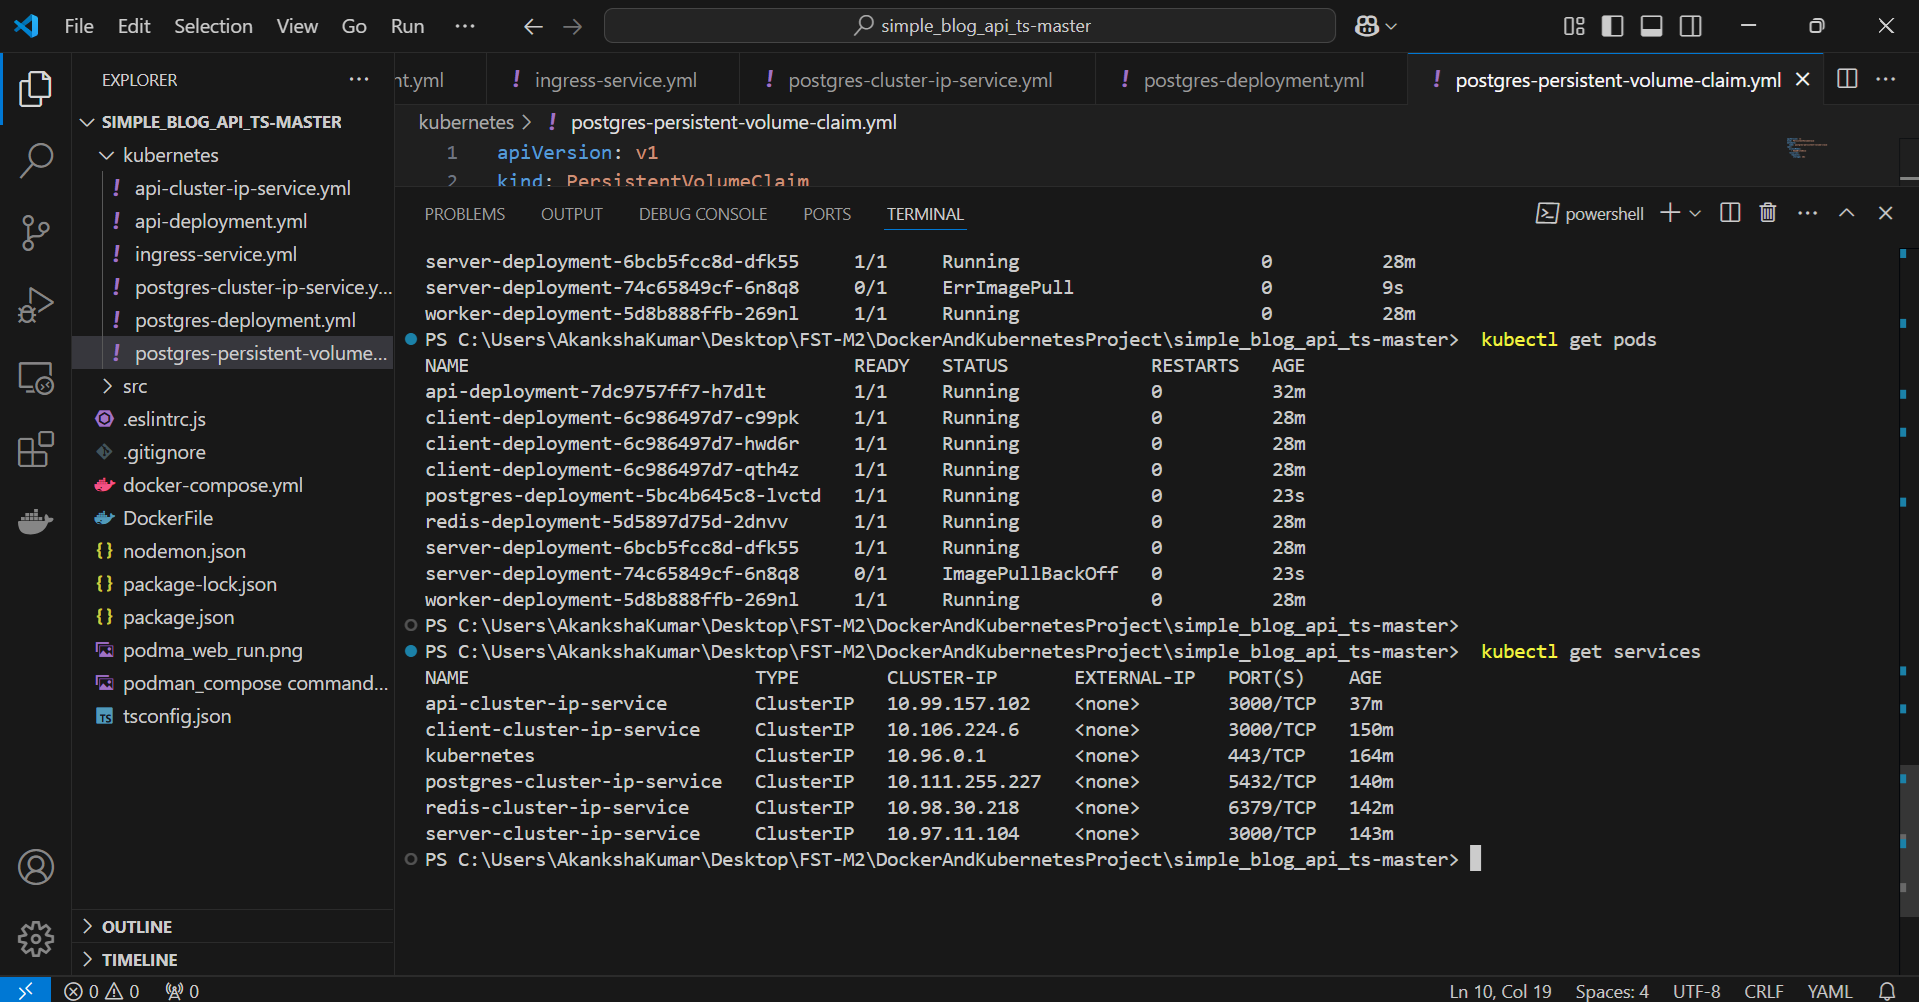 File Edit Selection View Go Run ··· simple_blog_api_ts-master
EXPLORER ···
SIMPLE_BLOG_API_TS-MASTER
kubernetes
! api-cluster-ip-service.yml
! api-deployment.yml
! ingress-service.yml
! postgres-cluster-ip-service.y...
! postgres-deployment.yml
! postgres-persistent-volume...
src
.eslintrc.js
.gitignore
docker-compose.yml
DockerFile
{} nodemon.json
{} package-lock.json
{} package.json
podma_web_run.png
podman_compose command...
TS tsconfig.json
OUTLINE
TIMELINE
nt.yml ! ingress-service.yml ! postgres-cluster-ip-service.yml ! postgres-deployment.yml ! postgres-persistent-volume-claim.yml
kubernetes > ! postgres-persistent-volume-claim.yml
1 apiVersion: v1
2 kind: PersistentVolumeClaim
PROBLEMS OUTPUT DEBUG CONSOLE PORTS TERMINAL powershell
server-deployment-6bcb5fcc8d-dfk55 1/1 Running 0 28m
server-deployment-74c65849cf-6n8q8 0/1 ErrImagePull 0 9s
worker-deployment-5d8b888ffb-269nl 1/1 Running 0 28m
PS C:\Users\AkankshaKumar\Desktop\FST-M2\DockerAndKubernetesProject\simple_blog_api_ts-master> kubectl get pods
NAME READY STATUS RESTARTS AGE
api-deployment-7dc9757ff7-h7dlt 1/1 Running 0 32m
client-deployment-6c986497d7-c99pk 1/1 Running 0 28m
client-deployment-6c986497d7-hwd6r 1/1 Running 0 28m
client-deployment-6c986497d7-qth4z 1/1 Running 0 28m
postgres-deployment-5bc4b645c8-lvctd 1/1 Running 0 23s
redis-deployment-5d5897d75d-2dnvv 1/1 Running 0 28m
server-deployment-6bcb5fcc8d-dfk55 1/1 Running 0 28m
server-deployment-74c65849cf-6n8q8 0/1 ImagePullBackOff 0 23s
worker-deployment-5d8b888ffb-269nl 1/1 Running 0 28m
PS C:\Users\AkankshaKumar\Desktop\FST-M2\DockerAndKubernetesProject\simple_blog_api_ts-master>
PS C:\Users\AkankshaKumar\Desktop\FST-M2\DockerAndKubernetesProject\simple_blog_api_ts-master> kubectl get services
NAME TYPE CLUSTER-IP EXTERNAL-IP PORT(S) AGE
api-cluster-ip-service ClusterIP 10.99.157.102 <none> 3000/TCP 37m
client-cluster-ip-service ClusterIP 10.106.224.6 <none> 3000/TCP 150m
kubernetes ClusterIP 10.96.0.1 <none> 443/TCP 164m
postgres-cluster-ip-service ClusterIP 10.111.255.227 <none> 5432/TCP 140m
redis-cluster-ip-service ClusterIP 10.98.30.218 <none> 6379/TCP 142m
server-cluster-ip-service ClusterIP 10.97.11.104 <none> 3000/TCP 143m
PS C:\Users\AkankshaKumar\Desktop\FST-M2\DockerAndKubernetesProject\simple_blog_api_ts-master>
0 0 0 Ln 10, Col 19 Spaces: 4 UTF-8 CRLF YAML